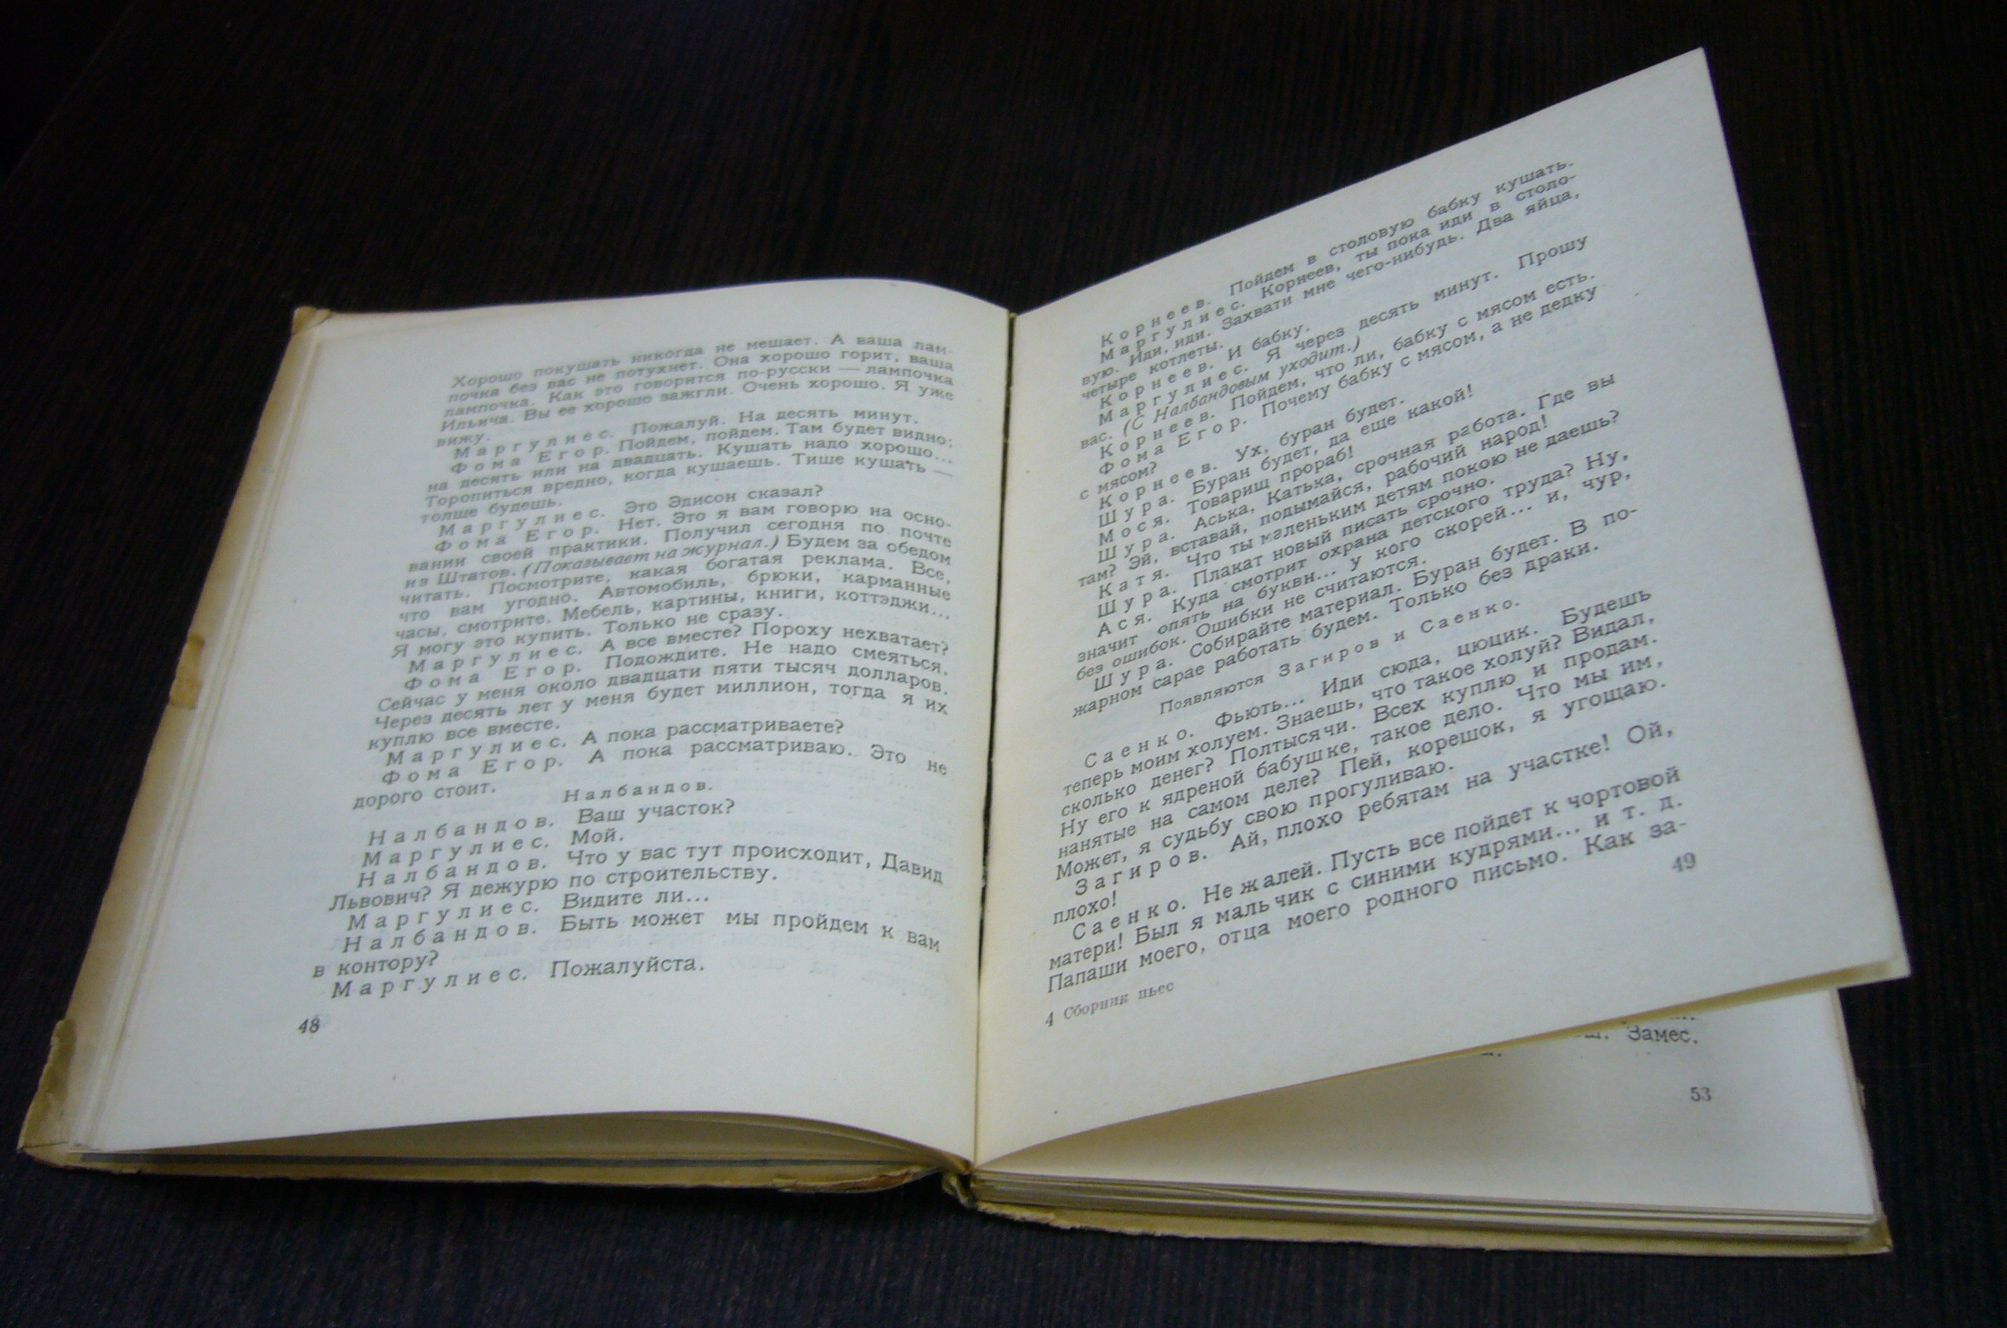 Хорошо покушать никогда не мешает. А ваша лам-
почка без вас не потухнет. Она хорошо горит, ваша
лампочка. Как это говорится по-русски — лампочка
Ильича. Вы ее хорошо зажгли. Очень хорошо. Я уже
вижу.
Маргулиес. Пожалуй. На десять минут.
Фома Егор. Пойдем, пойдем. Там будет видно:
на десять или на двадцать. Кушать надо хорошо...
Торопиться вредно, когда кушаешь. Тише кушать —
толще будешь.
Маргулиес. Это Эдисон сказал?
Фома Егор. Нет. Это я вам говорю на осно-
вании своей практики. Получил сегодня по почте
из Штатов. (Показывает на журнал.) Будем за обедом
читать. Посмотрите, какая богатая реклама. Все,
что вам угодно. Автомобиль, брюки, карманные
часы, смотрите. Мебель, картины, книги, коттэджи...
Я могу это купить. Только не сразу.
Маргулиес. А все вместе? Пороху нехватает?
Фома Егор. Подождите. Не надо смеяться.
Сейчас у меня около двадцати пяти тысяч долларов.
Через десять лет у меня будет миллион, тогда я их
куплю все вместе.
Маргулиес. А пока рассматриваете?
Фома Егор. А пока рассматриваю. Это не
дорого стоит.
Налбандов.
Налбандов. Ваш участок?
Маргулиес. Мой.
Налбандов. Что у вас тут происходит, Давид
Львович? Я дежурю по строительству.
Маргулиес. Видите ли...
Налбандов. Быть может мы пройдем к вам
в контору?
Маргулиес. Пожалуйста.
48
Корнеев. Пойдем в столовую бабку кушать.
Маргулиес. Корнеев, ты пока иди в столо-
вую. Иди, иди. Захвати мне чего-нибудь. Два яйца,
четыре котлеты.
Корнеев. И бабку.
Маргулиес. Я через десять минут. Прошу
вас. (С Налбандовым уходит.)
Корнеев. Пойдем, что ли, бабку с мясом есть.
Фома Егор. Почему бабку с мясом, а не дедку
с мясом?
Корнеев. Ух, буран будет.
Шура. Буран будет, да еще какой!
Мося. Товарищ прораб!
Шура. Аська, Катька, срочная работа. Где вы
там? Эй, вставай, подымайся, рабочий народ!
Катя. Что ты маленьким детям покою не даешь?
Шура. Плакат новый писать срочно.
Ася. Куда смотрит охрана детского труда? Ну,
значит опять на буквы... у кого скорей... и, чур,
без ошибок. Ошибки не считаются.
Шура. Собирайте материал. Буран будет. В по-
жарном сарае работать будем. Только без драки.
Появляются Загиров и Саенко.
Саенко. Фьють... Иди сюда, цюцик. Будешь
теперь моим холуем. Знаешь, что такое холуй? Видал,
сколько денег? Полтысячи. Всех куплю и продам.
Ну его к ядреной бабушке, такое дело. Что мы им,
нанятые на самом деле? Пей, корешок, я угощаю.
Может, я судьбу свою прогуливаю.
Загиров. Ай, плохо ребятам на участке! Ой,
плохо!
Саенко. Не жалей. Пусть все пойдет к чортовой
матери! Был я мальчик с синими кудрями... и т. д.
Папаши моего, отца моего родного письмо. Как за-
4 Сборник пьес
49
Замес.
53